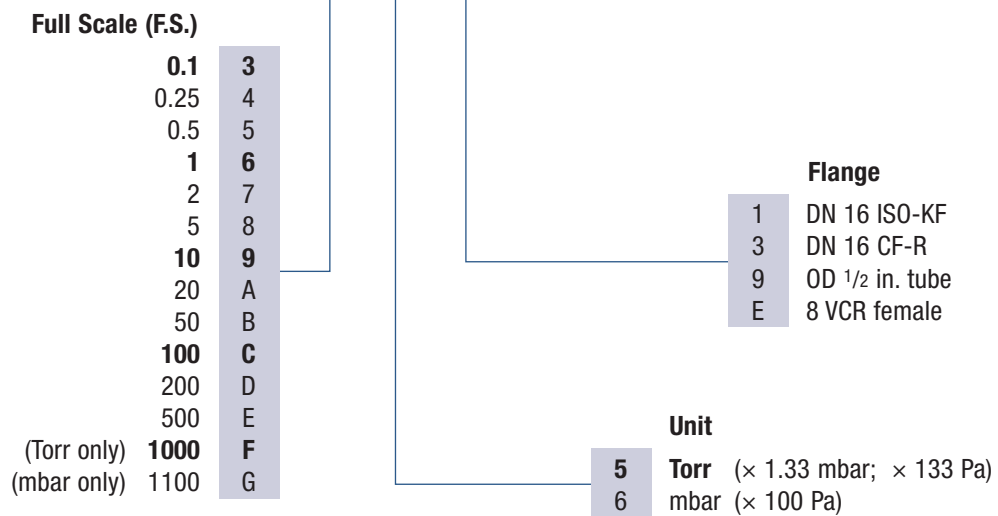 Full Scale (F.S.)
0.1 3
0.25 4
0.5 5
1 6
2 7
5 8
10 9
20 A
50 B
100 C
200 D
500 E
(Torr only) 1000 F
(mbar only) 1100 G
Flange
1 DN 16 ISO-KF
3 DN 16 CF-R
9 OD 1/2 in. tube
E 8 VCR female
Unit
5 Torr (× 1.33 mbar; × 133 Pa)
6 mbar (× 100 Pa)